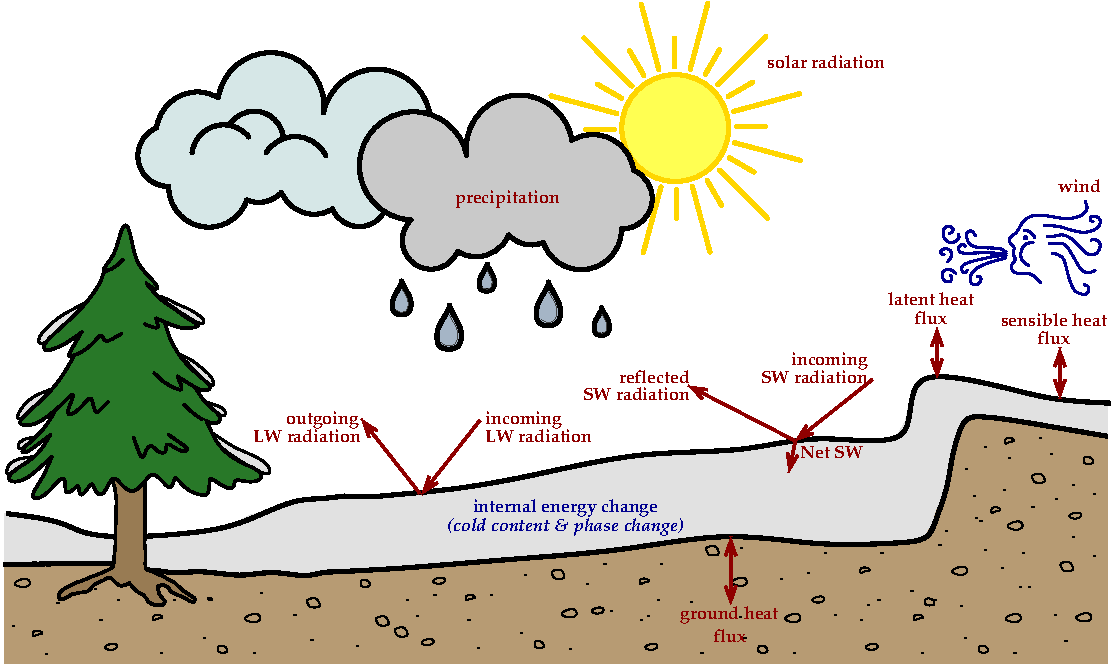 solar radiation
precipitation
wind
latent heat
flux
sensible heat
flux
incoming
SW radiation
reflected
SW radiation
outgoing
LW radiation
incoming
LW radiation
Net SW
internal energy change
(cold content & phase change)
ground heat
flux